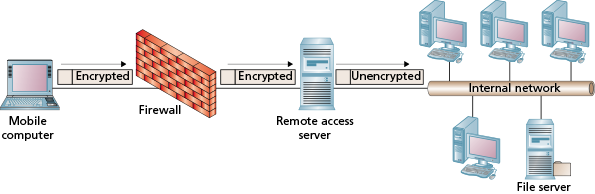 Encrypted
Encrypted
Unencrypted
Internal network
Mobile
computer
Firewall
Remote access
server
File server